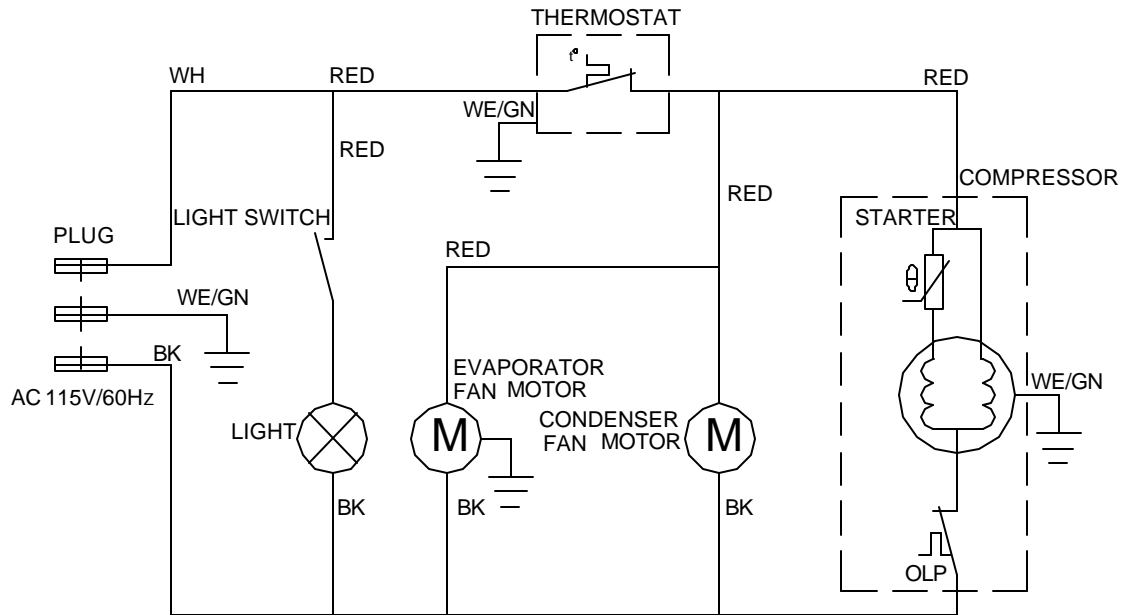 THERMOSTAT
t°
WH
RED
RED
WE/GN
RED
RED
COMPRESSOR
LIGHT SWITCH
STARTER
PLUG
RED
θ
WE/GN
BK
AC 115V/60Hz
EVAPORATOR
FAN MOTOR
WE/GN
CONDENSER
FAN MOTOR
LIGHT
M
M
BK
BK
BK
OLP